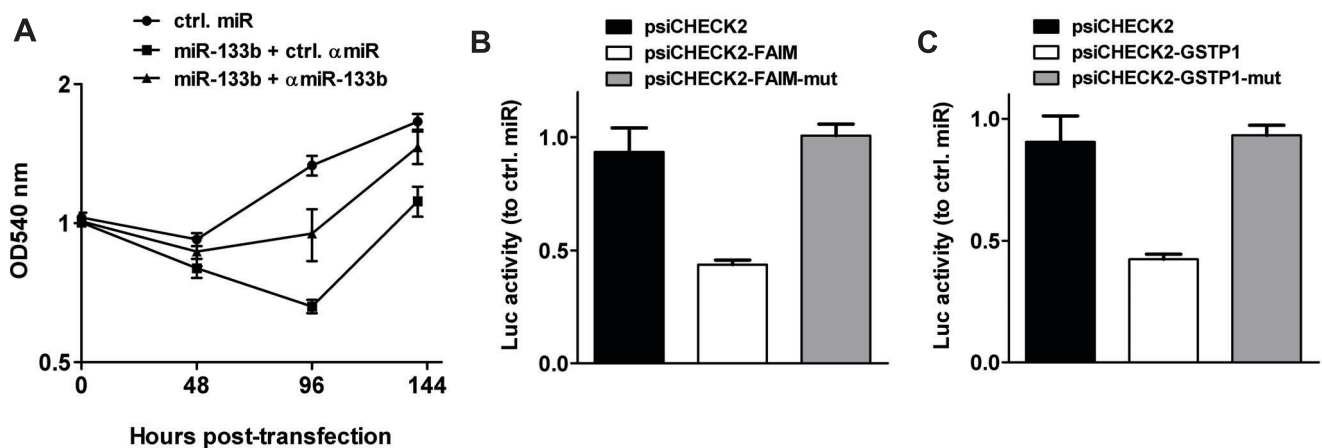 A
ctrl. miR
miR-133b + ctrl. αmiR
miR-133b + αmiR-133b
2
1
0.5
OD540 nm
0 48 96 144
Hours post-transfection
B
psiCHECK2
psiCHECK2-FAIM
psiCHECK2-FAIM-mut
Luc activity (to ctrl. miR)
1.0
0.5
0.0
C
psiCHECK2
psiCHECK2-GSTP1
psiCHECK2-GSTP1-mut
Luc activity (to ctrl. miR)
1.0
0.5
0.0